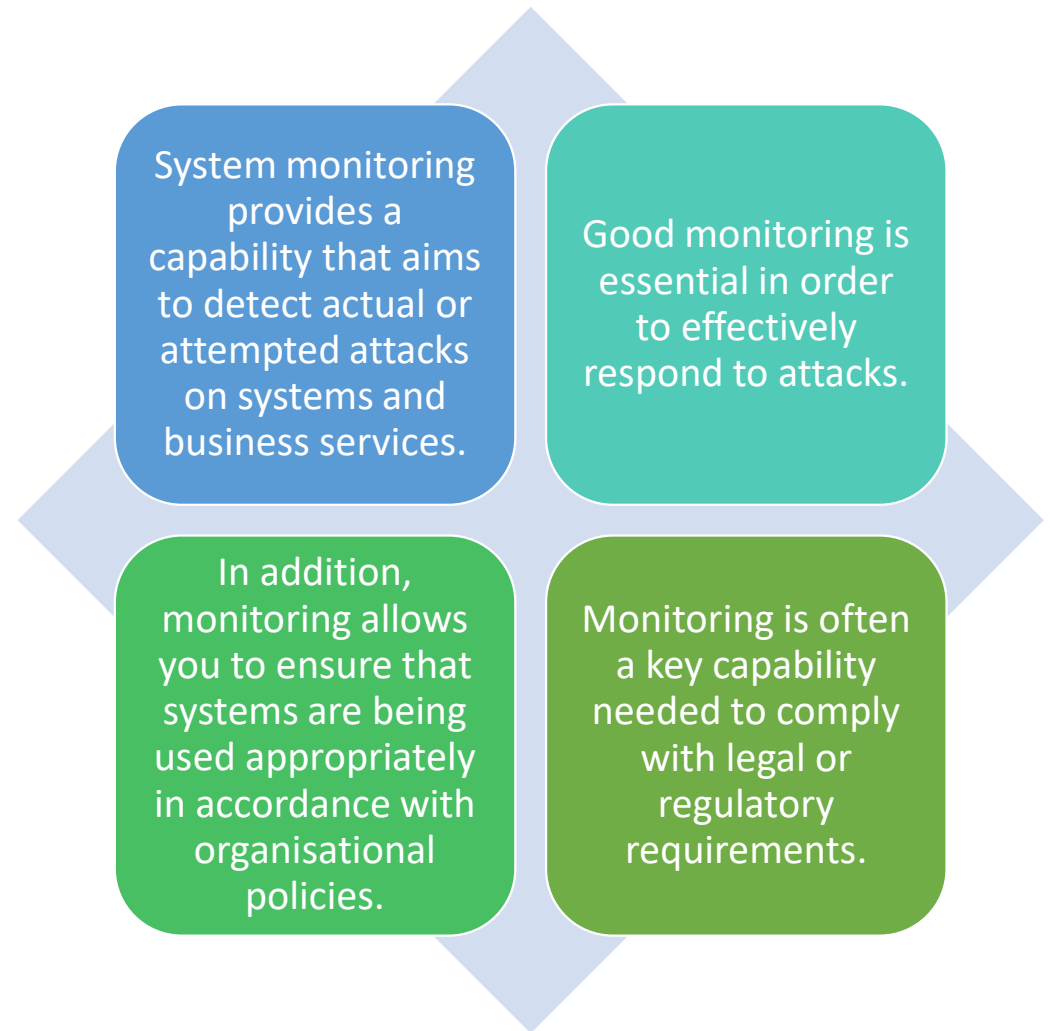 System monitoring
provides a
capability that aims
to detect actual or
attempted attacks
on systems and
business services.
Good monitoring is
essential in order
to effectively
respond to attacks.
In addition,
monitoring allows
you to ensure that
systems are being
used appropriately
in accordance with
organisational
policies.
Monitoring is often
a key capability
needed to comply
with legal or
regulatory
requirements.